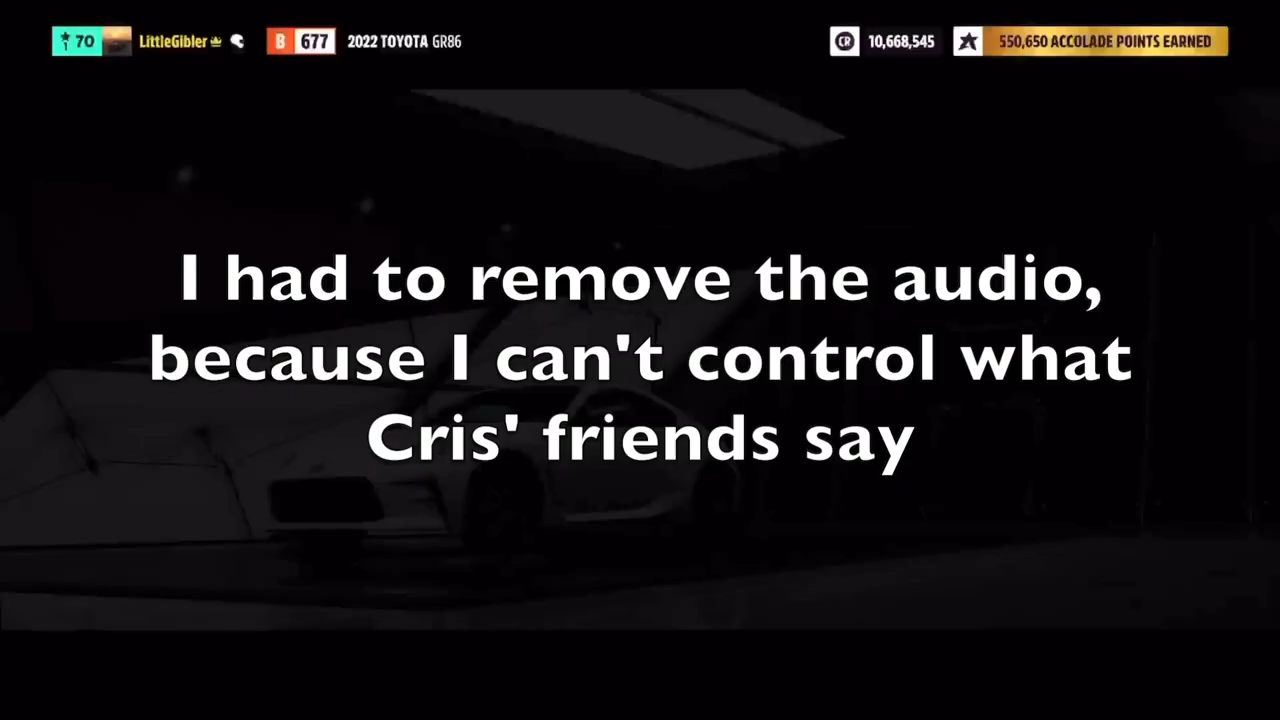 70 LittleGibler B 677 2022 TOYOTA GR86 CR 10,668,545 550,650 ACCOLADE POINTS EARNED
I had to remove the audio,
because I can't control what
Cris' friends say